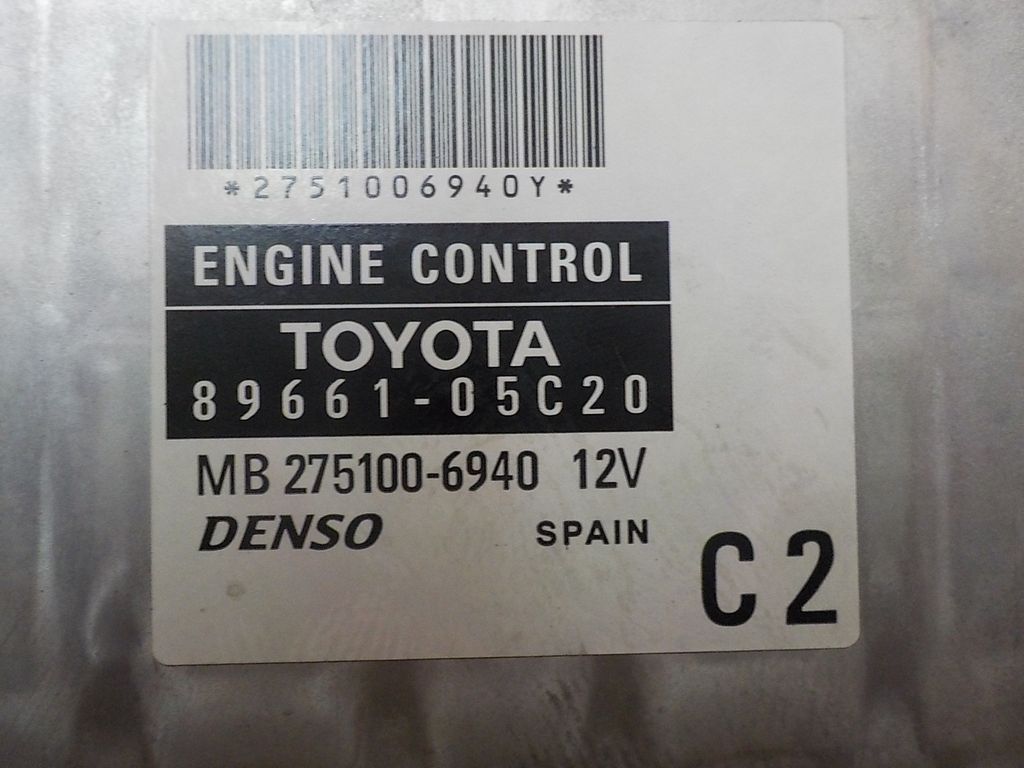 *2751006940Y*
ENGINE CONTROL
TOYOTA
89661-05C20
MB 275100-6940 12V
DENSO SPAIN
C2